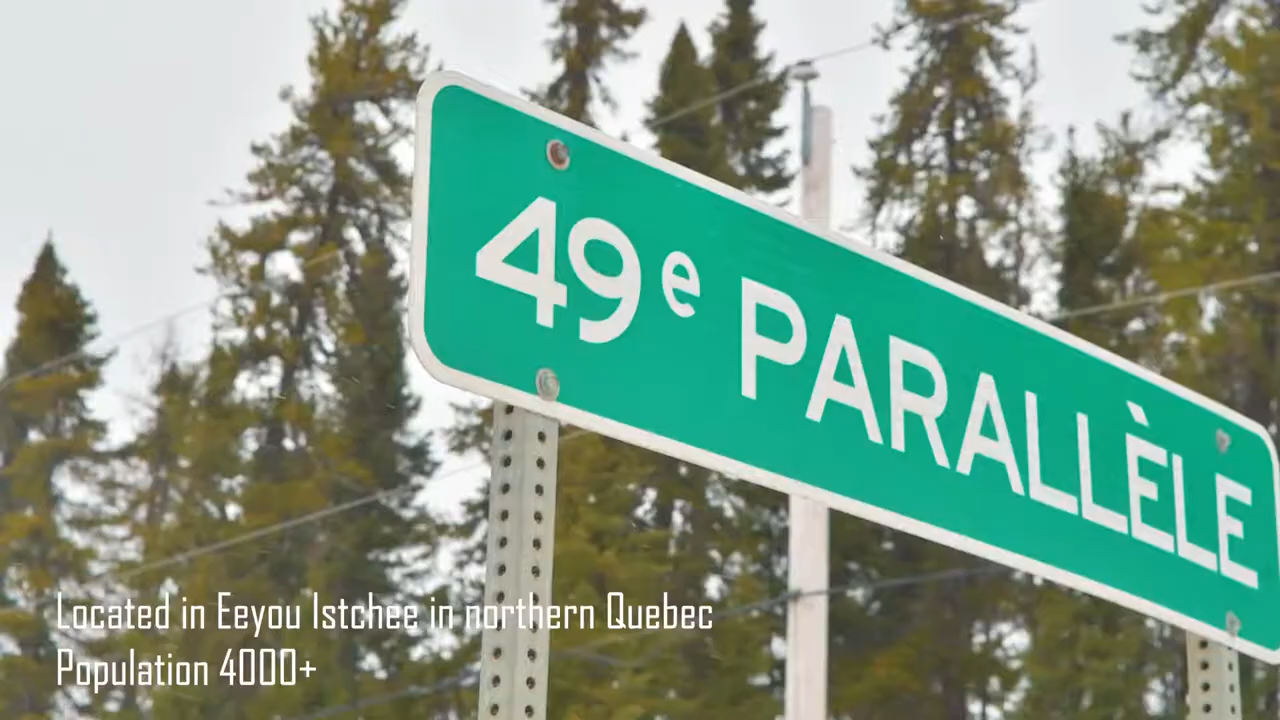 49e PARALLÈLE
Located in Eeyou Istchee in northern Quebec
Population 4000+